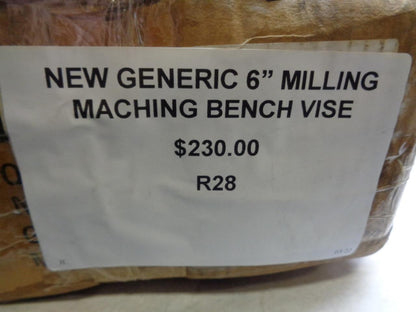 NEW GENERIC 6” MILLING
MACHING BENCH VISE
$230.00
R28